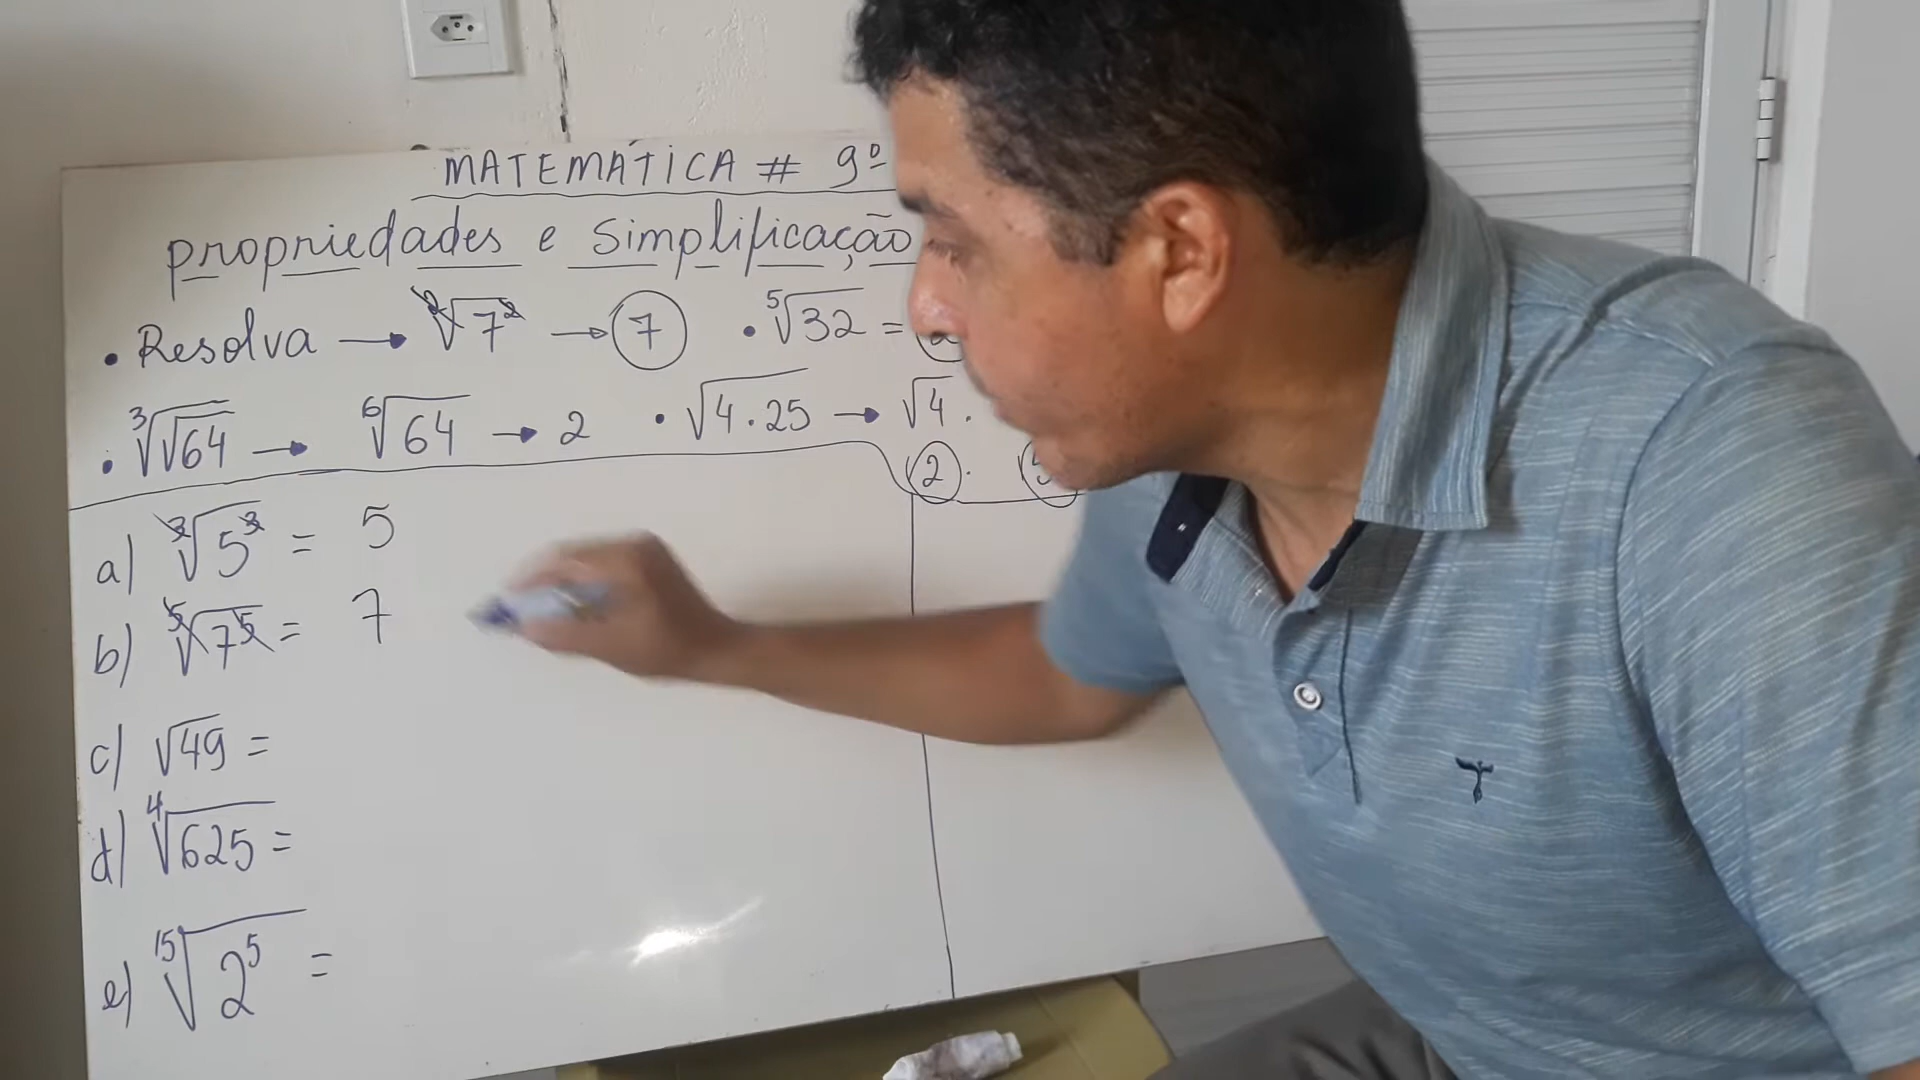 MATEMÁTICA # 9º
propriedades e simplificação
• Resolva → ²√7² → 7 • ⁵√32 =
• ³√√64 → ⁶√64 → 2 • √4.25 → √4 .
2 .
a) ³√5³ = 5
b) ⁵√7⁵ = 7
c) √49 =
d) ⁴√625 =
e) ¹⁵√2⁵ =